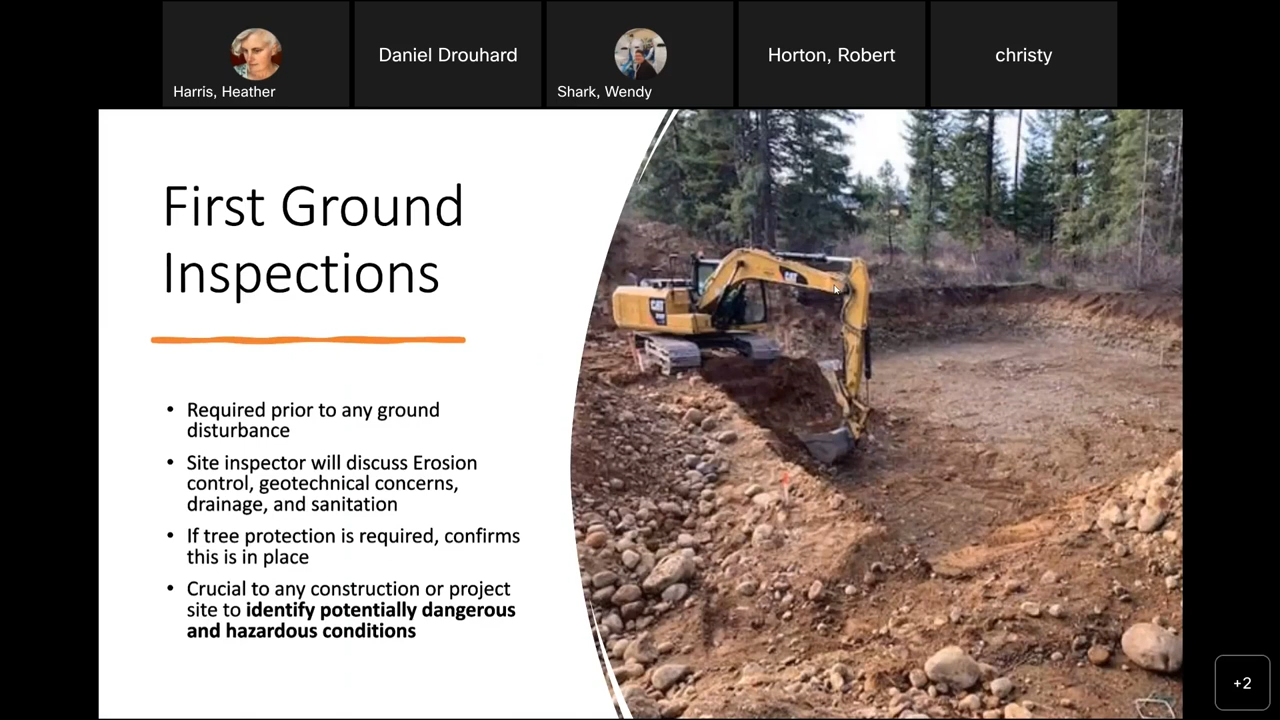 Harris, Heather
Daniel Drouhard
Shark, Wendy
Horton, Robert
christy
First Ground
Inspections
• Required prior to any ground
disturbance
• Site inspector will discuss Erosion
control, geotechnical concerns,
drainage, and sanitation
• If tree protection is required, confirms
this is in place
• Crucial to any construction or project
site to identify potentially dangerous
and hazardous conditions
CAT
CAT
+2